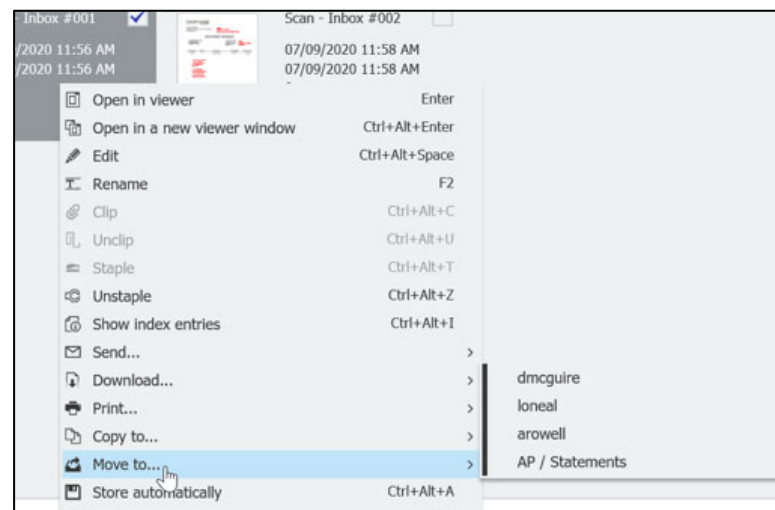 - Inbox #001
Scan - Inbox #002
/2020 11:56 AM
07/09/2020 11:58 AM
/2020 11:56 AM
07/09/2020 11:58 AM
Open in viewer Enter
Open in a new viewer window Ctrl+Alt+Enter
Edit Ctrl+Alt+Space
Rename F2
Clip Ctrl+Alt+C
Unclip Ctrl+Alt+U
Staple Ctrl+Alt+T
Unstaple Ctrl+Alt+Z
Show index entries Ctrl+Alt+I
Send...
Download...
Print...
Copy to...
Move to...
Store automatically Ctrl+Alt+A
dmcguire
loneal
arowell
AP / Statements